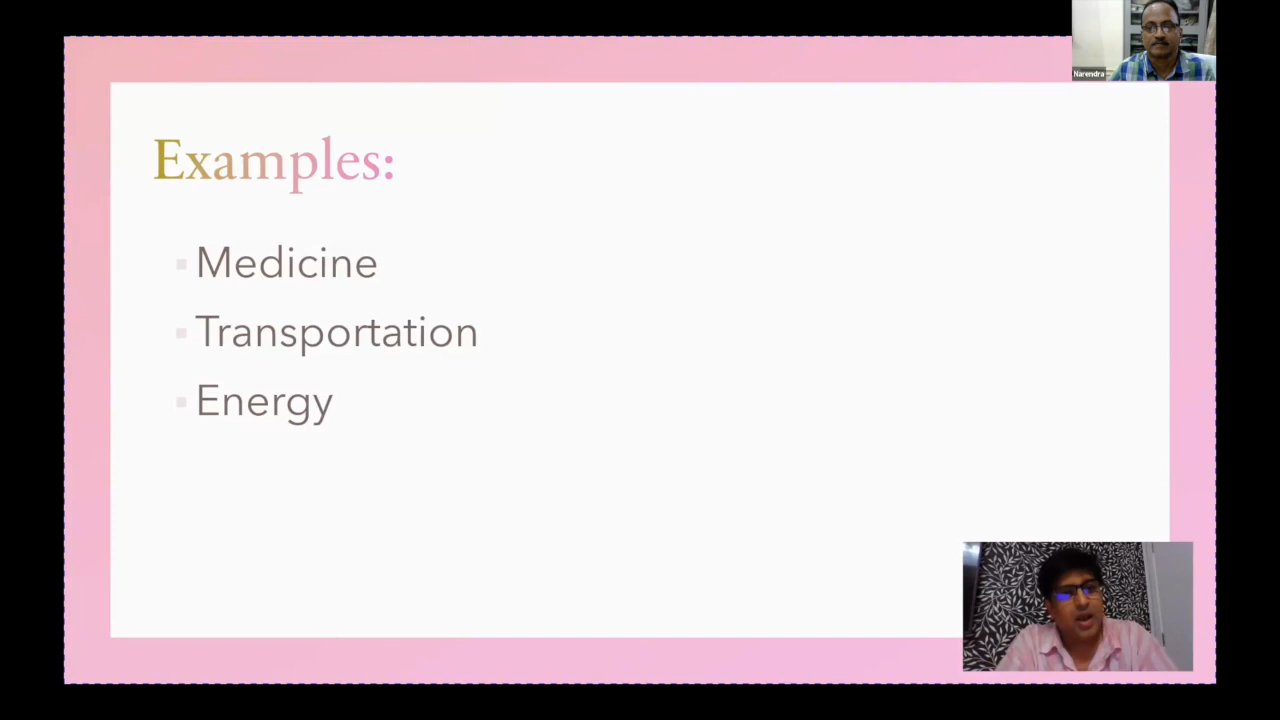 Narendra
Examples:
Medicine
Transportation
Energy